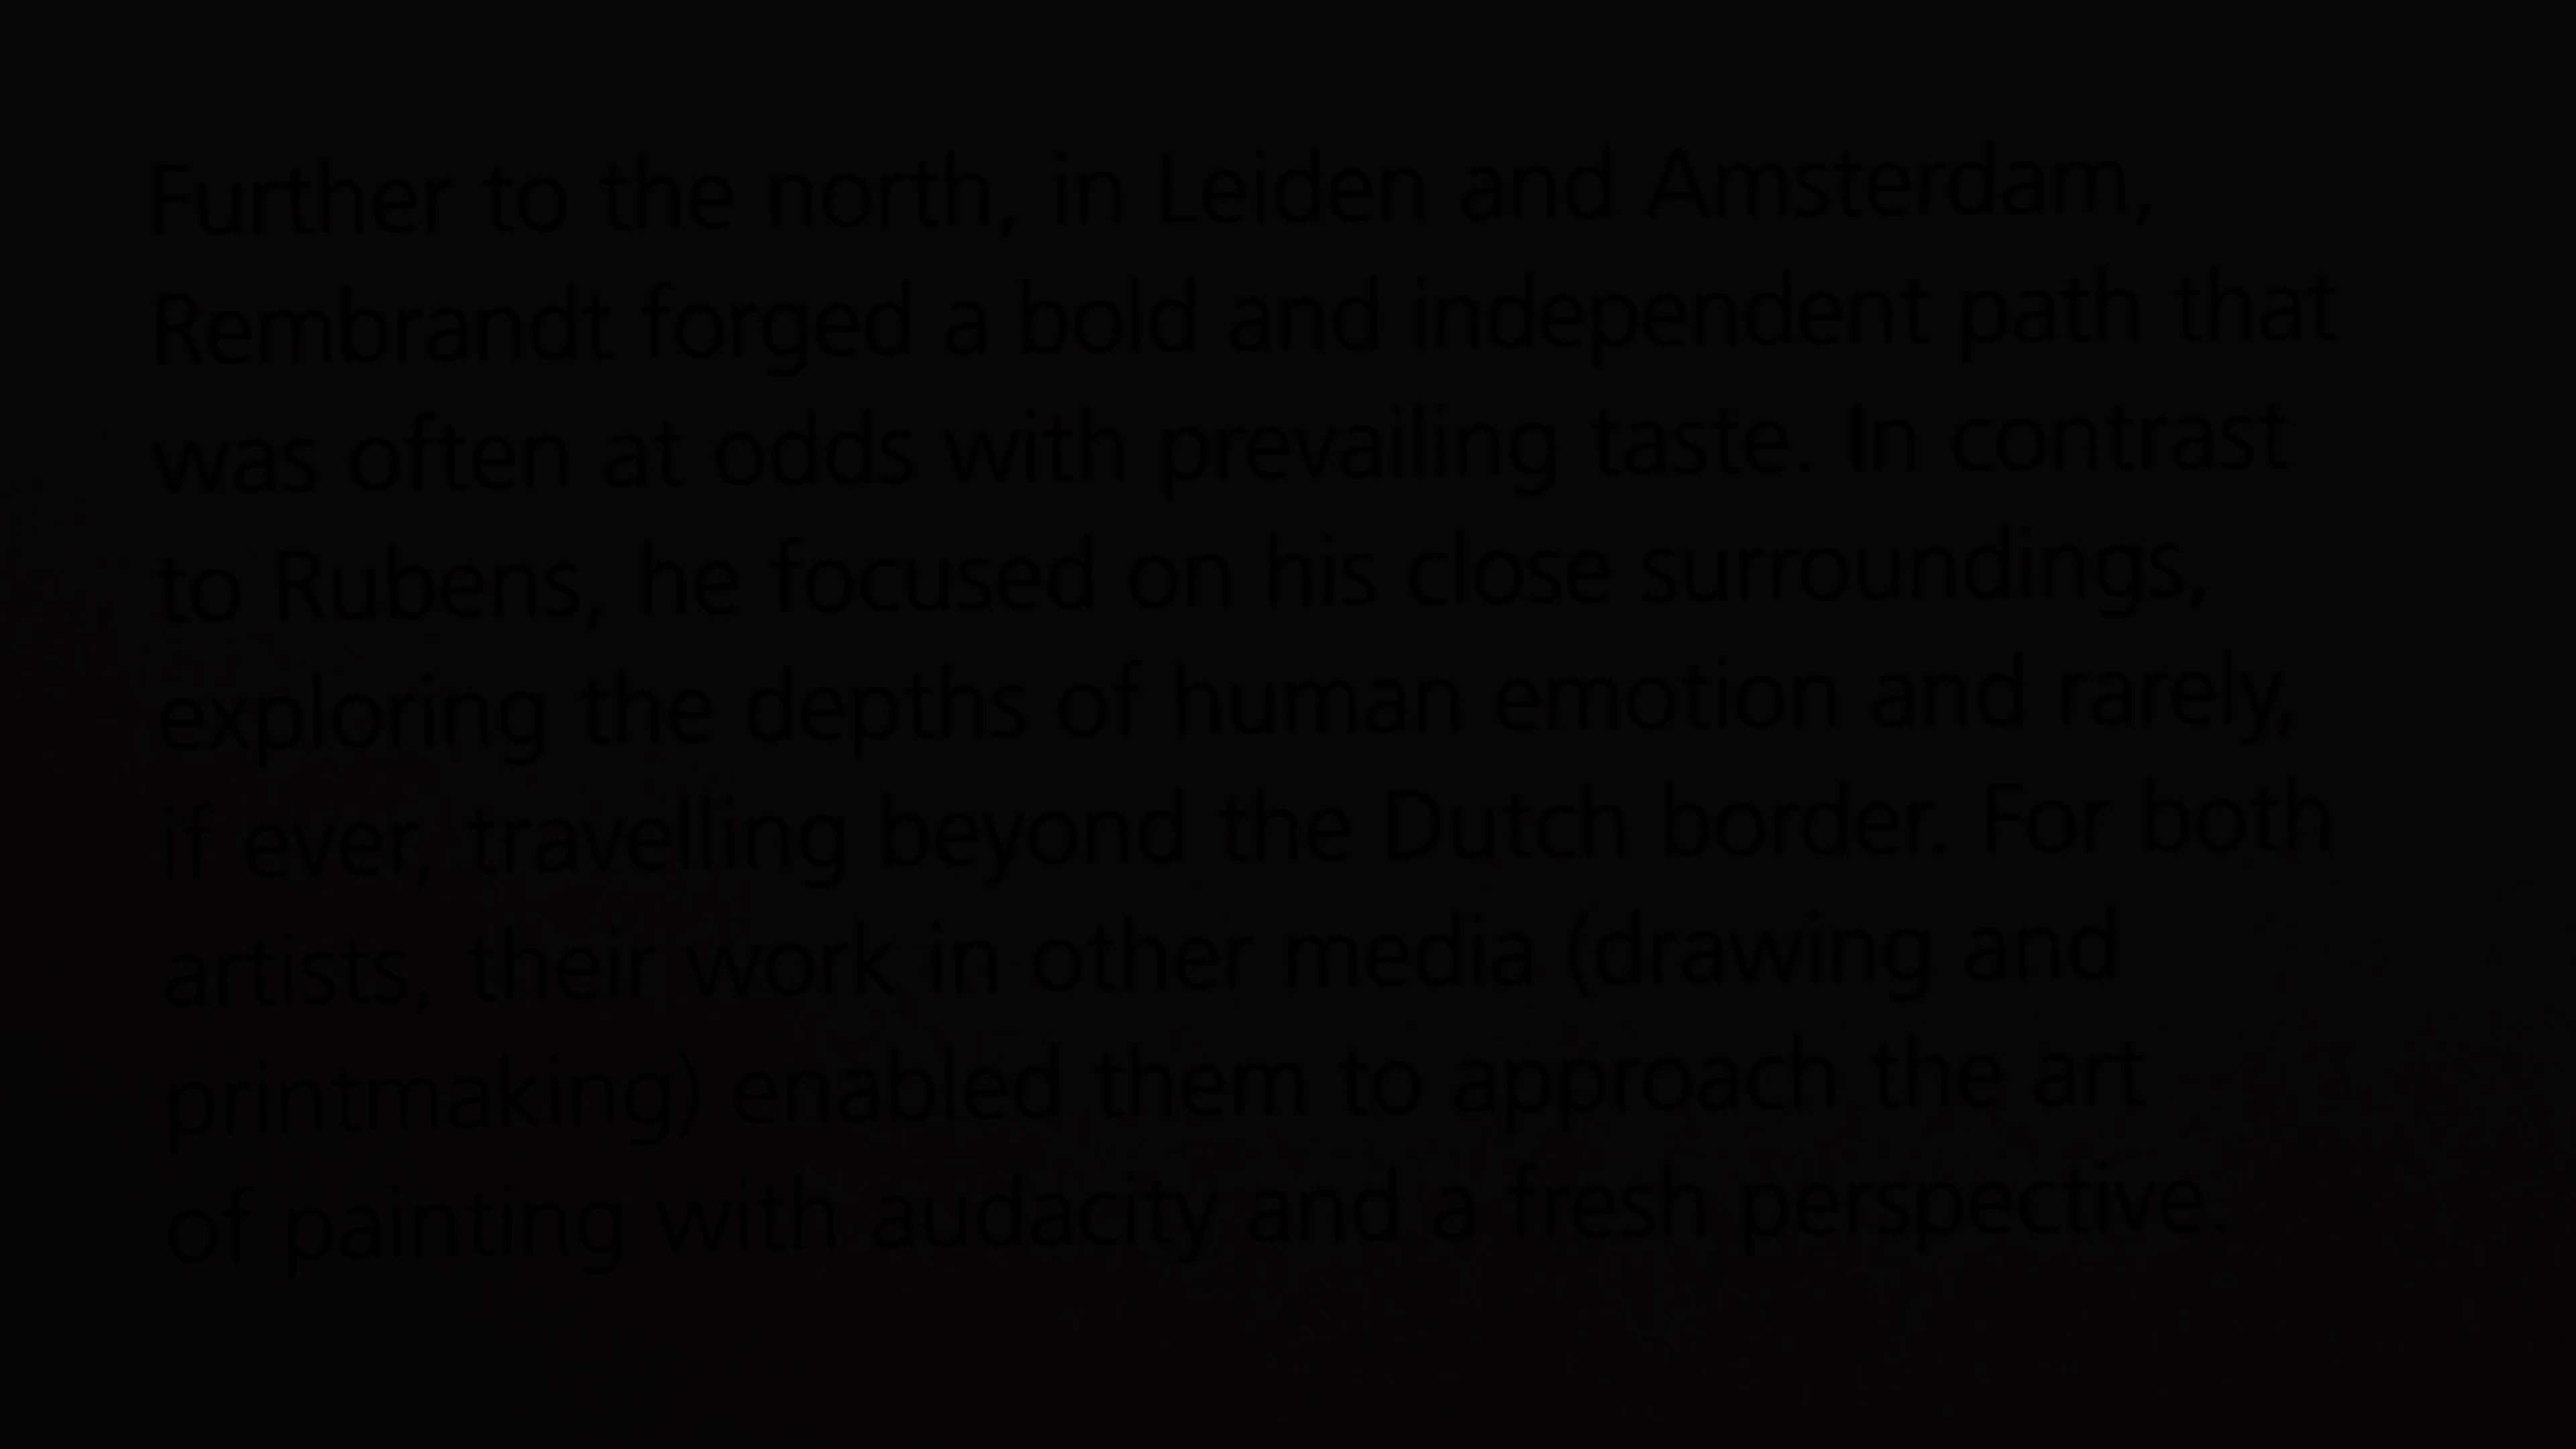 Further to the north, in Leiden and Amsterdam,
Rembrandt forged a bold and independent path that
was often at odds with prevailing taste. In contrast
to Rubens, he focused on his close surroundings,
exploring the depths of human emotion and rarely,
if ever, travelling beyond the Dutch border. For both
artists, their work in other media (drawing and
printmaking) enabled them to approach the art
of painting with audacity and a fresh perspective.